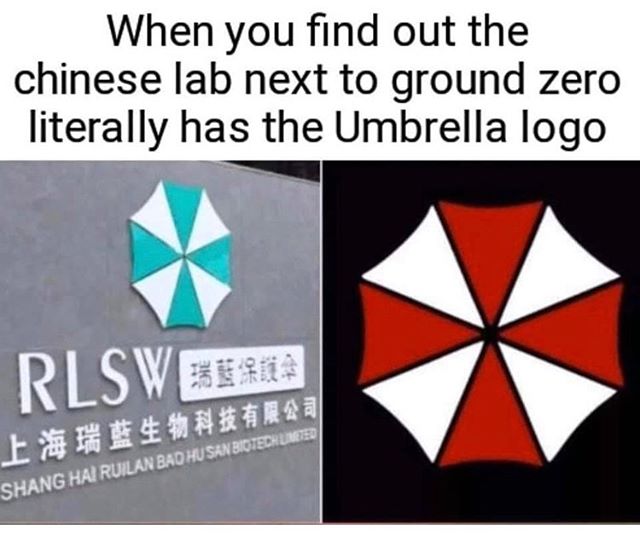 When you find out the
chinese lab next to ground zero
literally has the Umbrella logo
RLSW 瑞藍保護傘
上海瑞藍生物科技有限公司
SHANG HAI RUILAN BAO HU SAN BIOTECH LIMITED